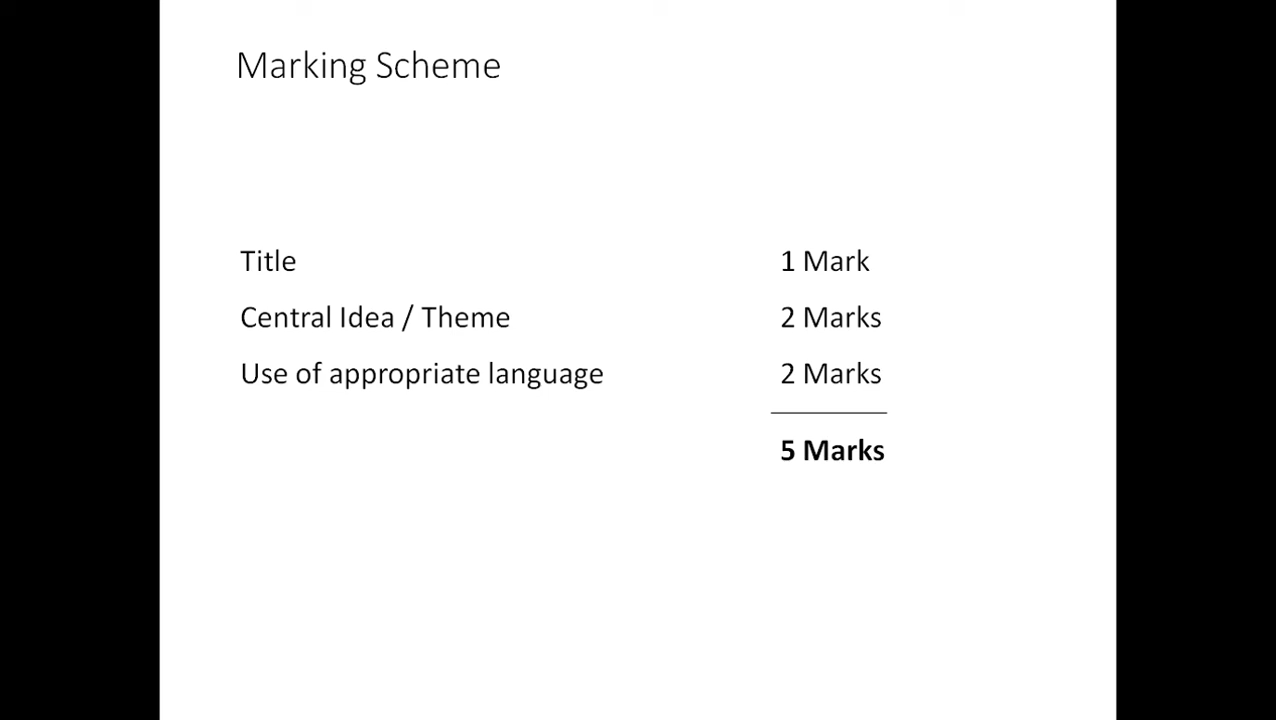 Marking Scheme
Title 1 Mark
Central Idea / Theme 2 Marks
Use of appropriate language 2 Marks
5 Marks